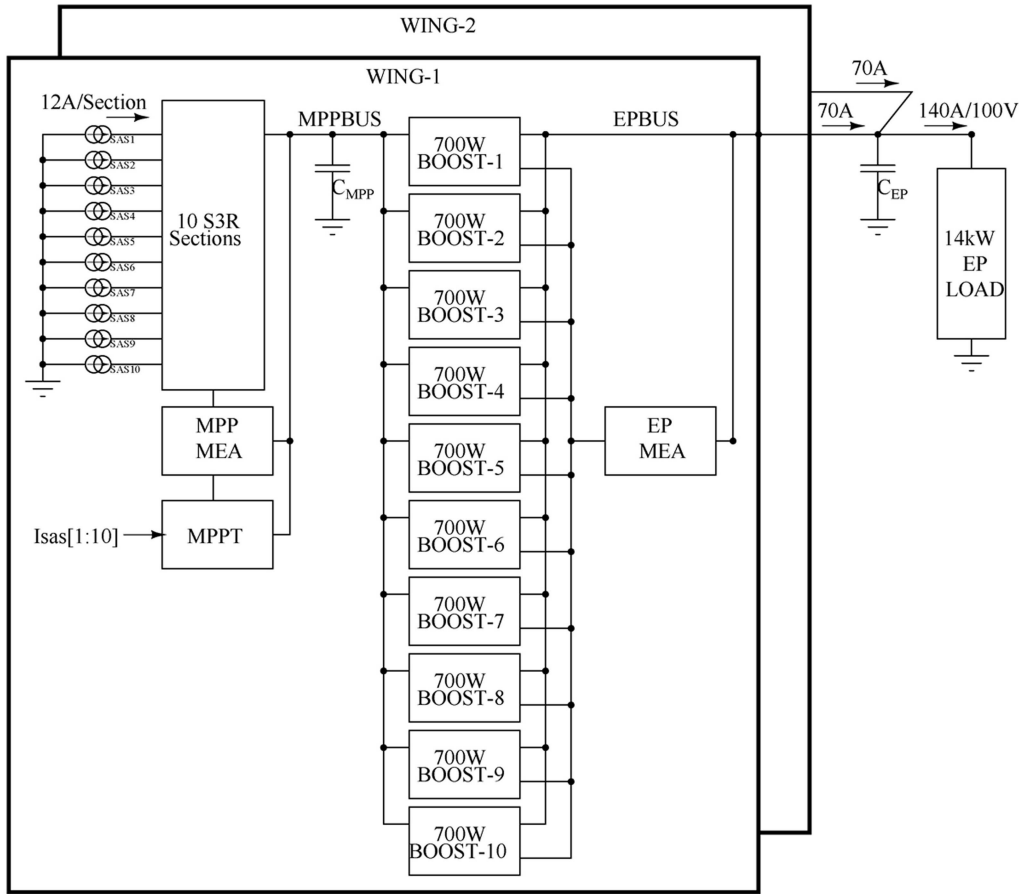 WING-2
WING-1
12A/Section
SAS1
SAS2
SAS3
SAS4
SAS5
SAS6
SAS7
SAS8
SAS9
SAS10
10 S3R
Sections
MPP
MEA
MPPT
Isas[1:10]
MPPBUS
CMPP
700W
BOOST-1
700W
BOOST-2
700W
BOOST-3
700W
BOOST-4
700W
BOOST-5
700W
BOOST-6
700W
BOOST-7
700W
BOOST-8
700W
BOOST-9
700W
BOOST-10
EPBUS
EP
MEA
70A
70A
140A/100V
CEP
14kW
EP
LOAD